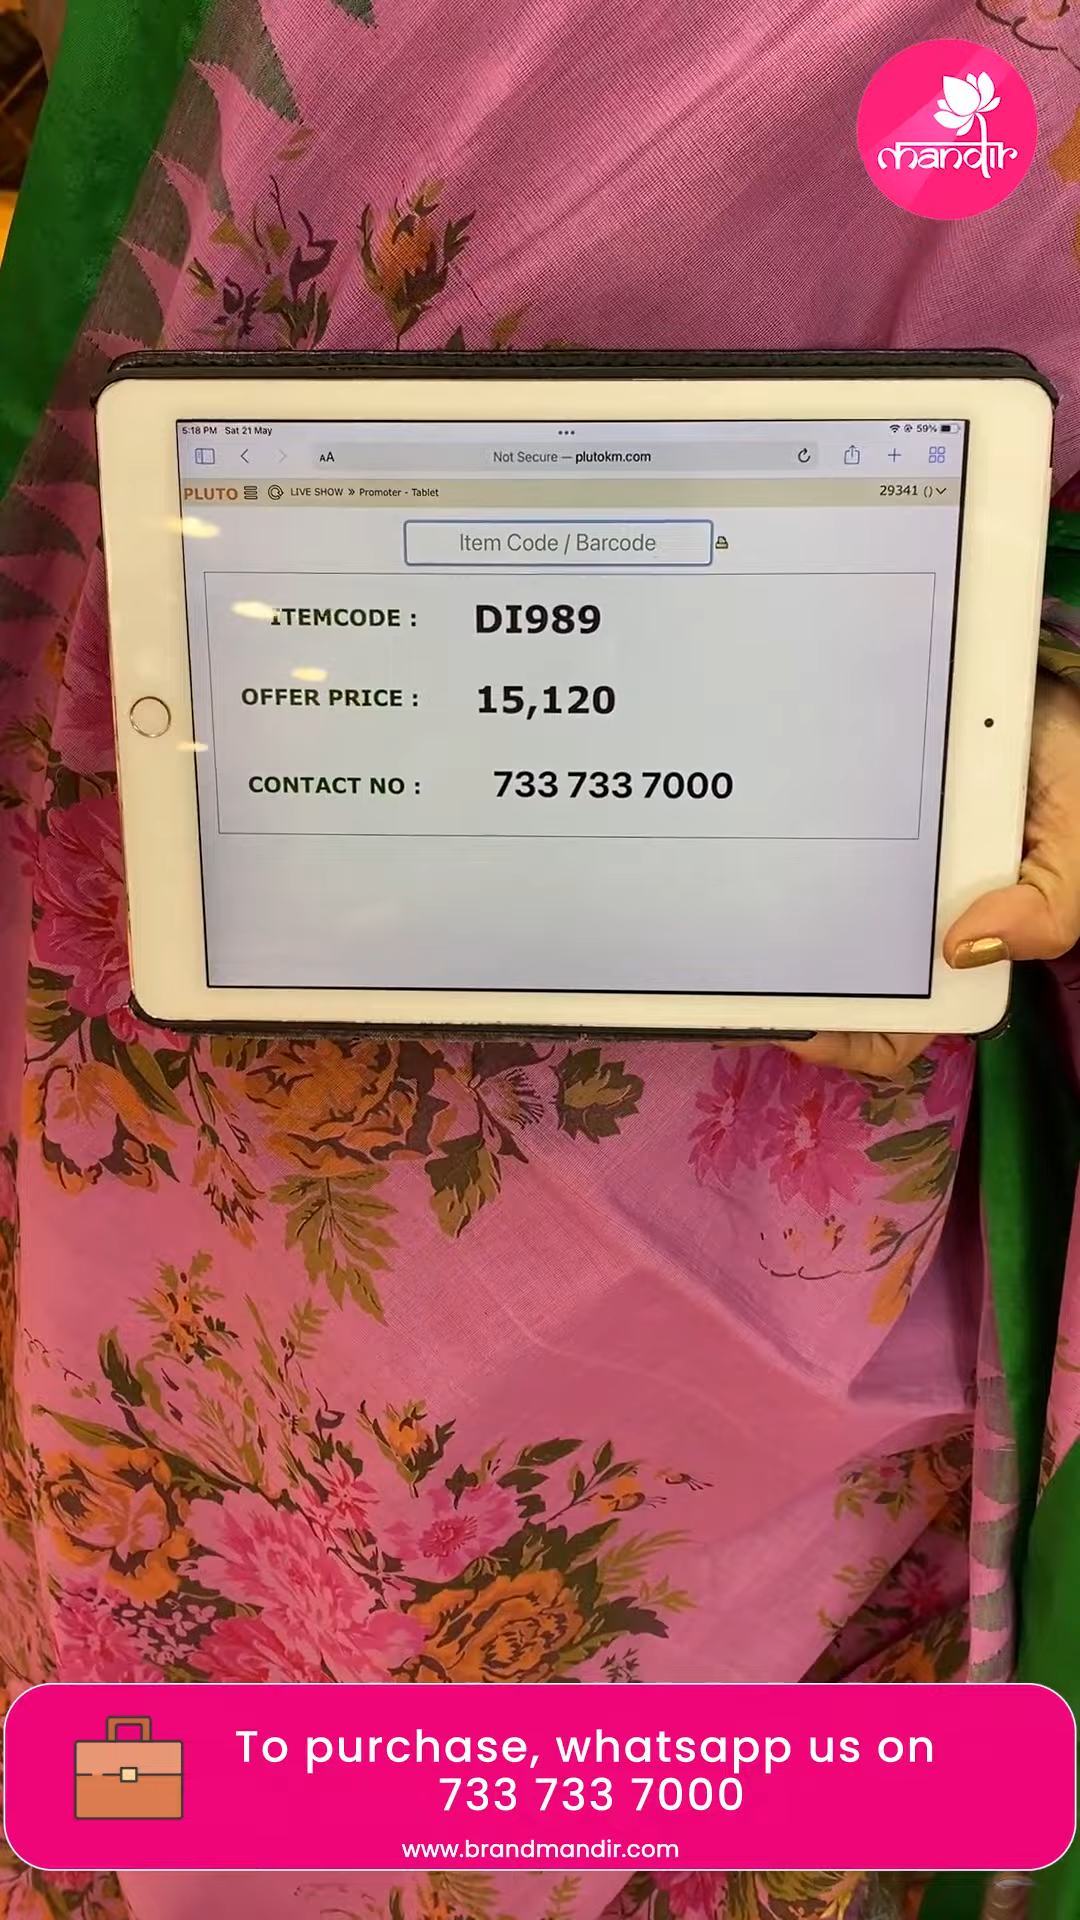 mandir
5:18 PM Sat 21 May
59%
AA
Not Secure — plutokm.com
PLUTO
LIVE SHOW » Promoter - Tablet
29341 ()
Item Code / Barcode
ITEMCODE : DI989
OFFER PRICE : 15,120
CONTACT NO : 733 733 7000
To purchase, whatsapp us on
733 733 7000
www.brandmandir.com